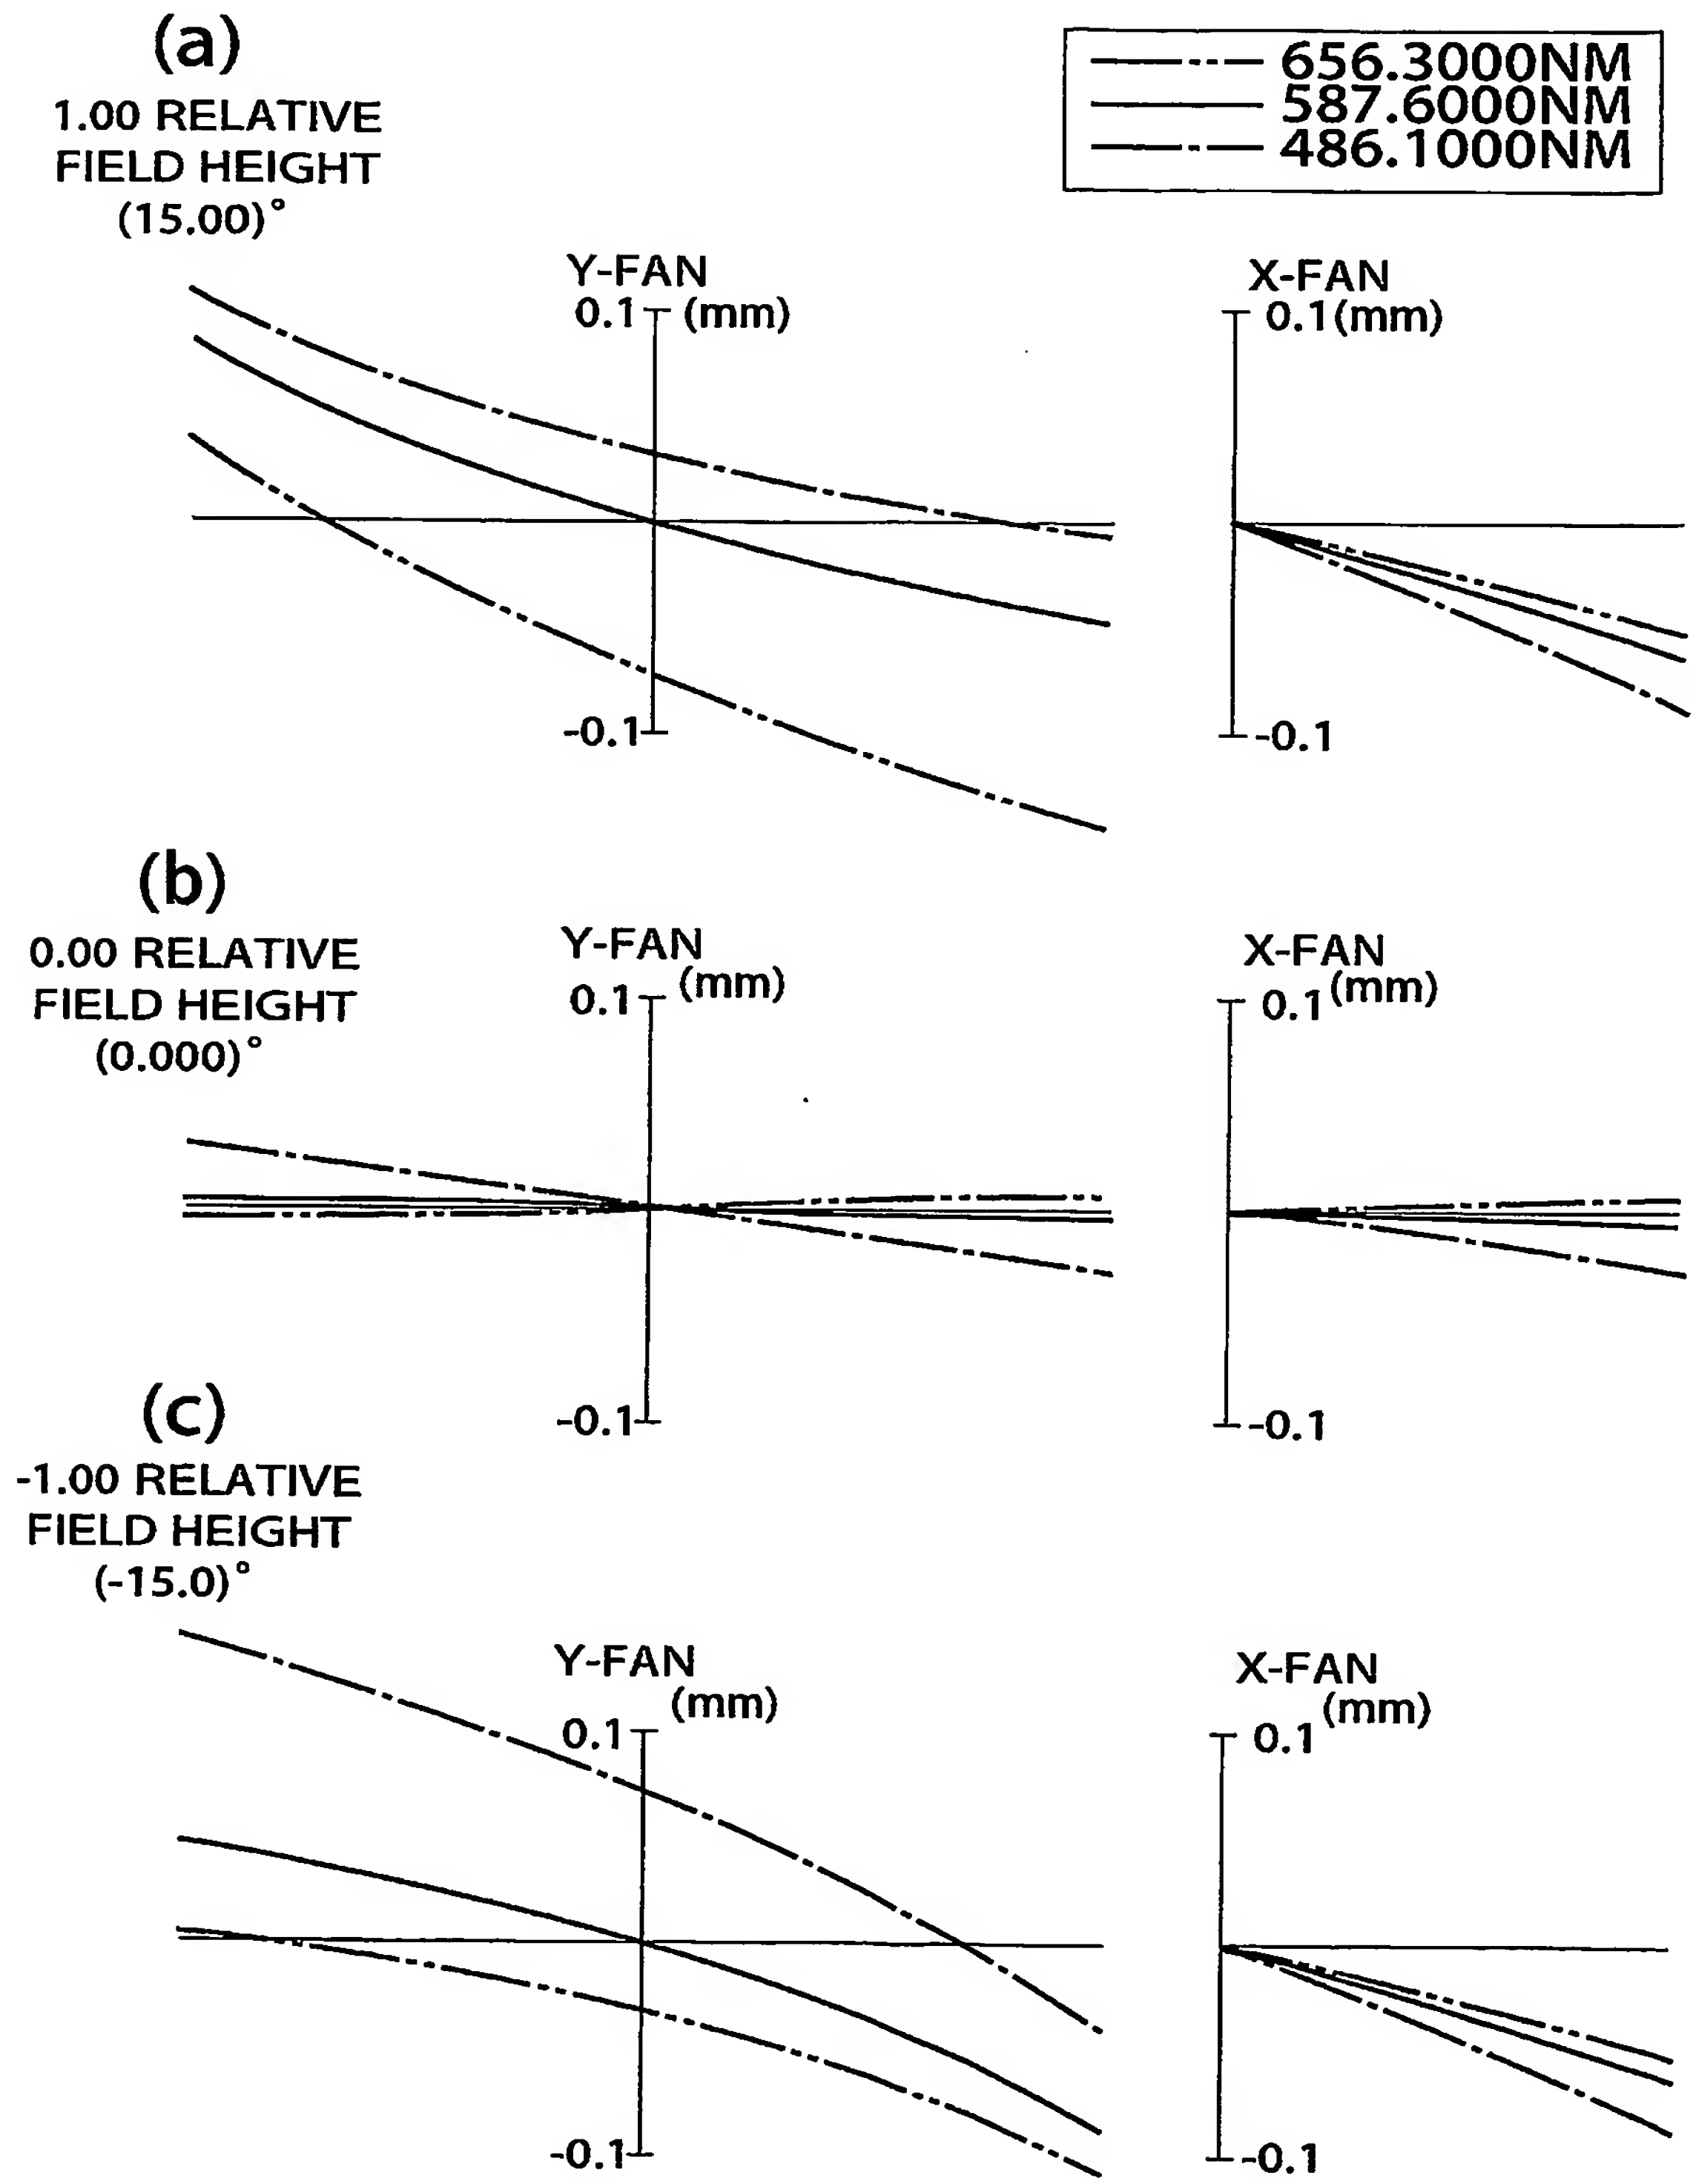 (a)
1.00 RELATIVE
FIELD HEIGHT
(15.00)°
656.3000NM
587.6000NM
486.1000NM
Y-FAN
0.1 (mm)
-0.1
X-FAN
0.1(mm)
-0.1
(b)
0.00 RELATIVE
FIELD HEIGHT
(0.000)°
Y-FAN
0.1 (mm)
-0.1
X-FAN
0.1 (mm)
-0.1
(c)
-1.00 RELATIVE
FIELD HEIGHT
(-15.0)°
Y-FAN
(mm)
0.1
-0.1
X-FAN
(mm)
0.1
-0.1